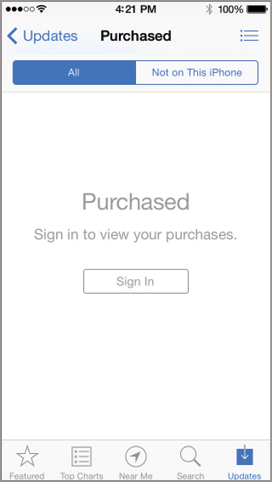 4:21 PM 100%
Updates Purchased
All Not on This iPhone
Purchased
Sign in to view your purchases.
Sign In
Featured Top Charts Near Me Search Updates